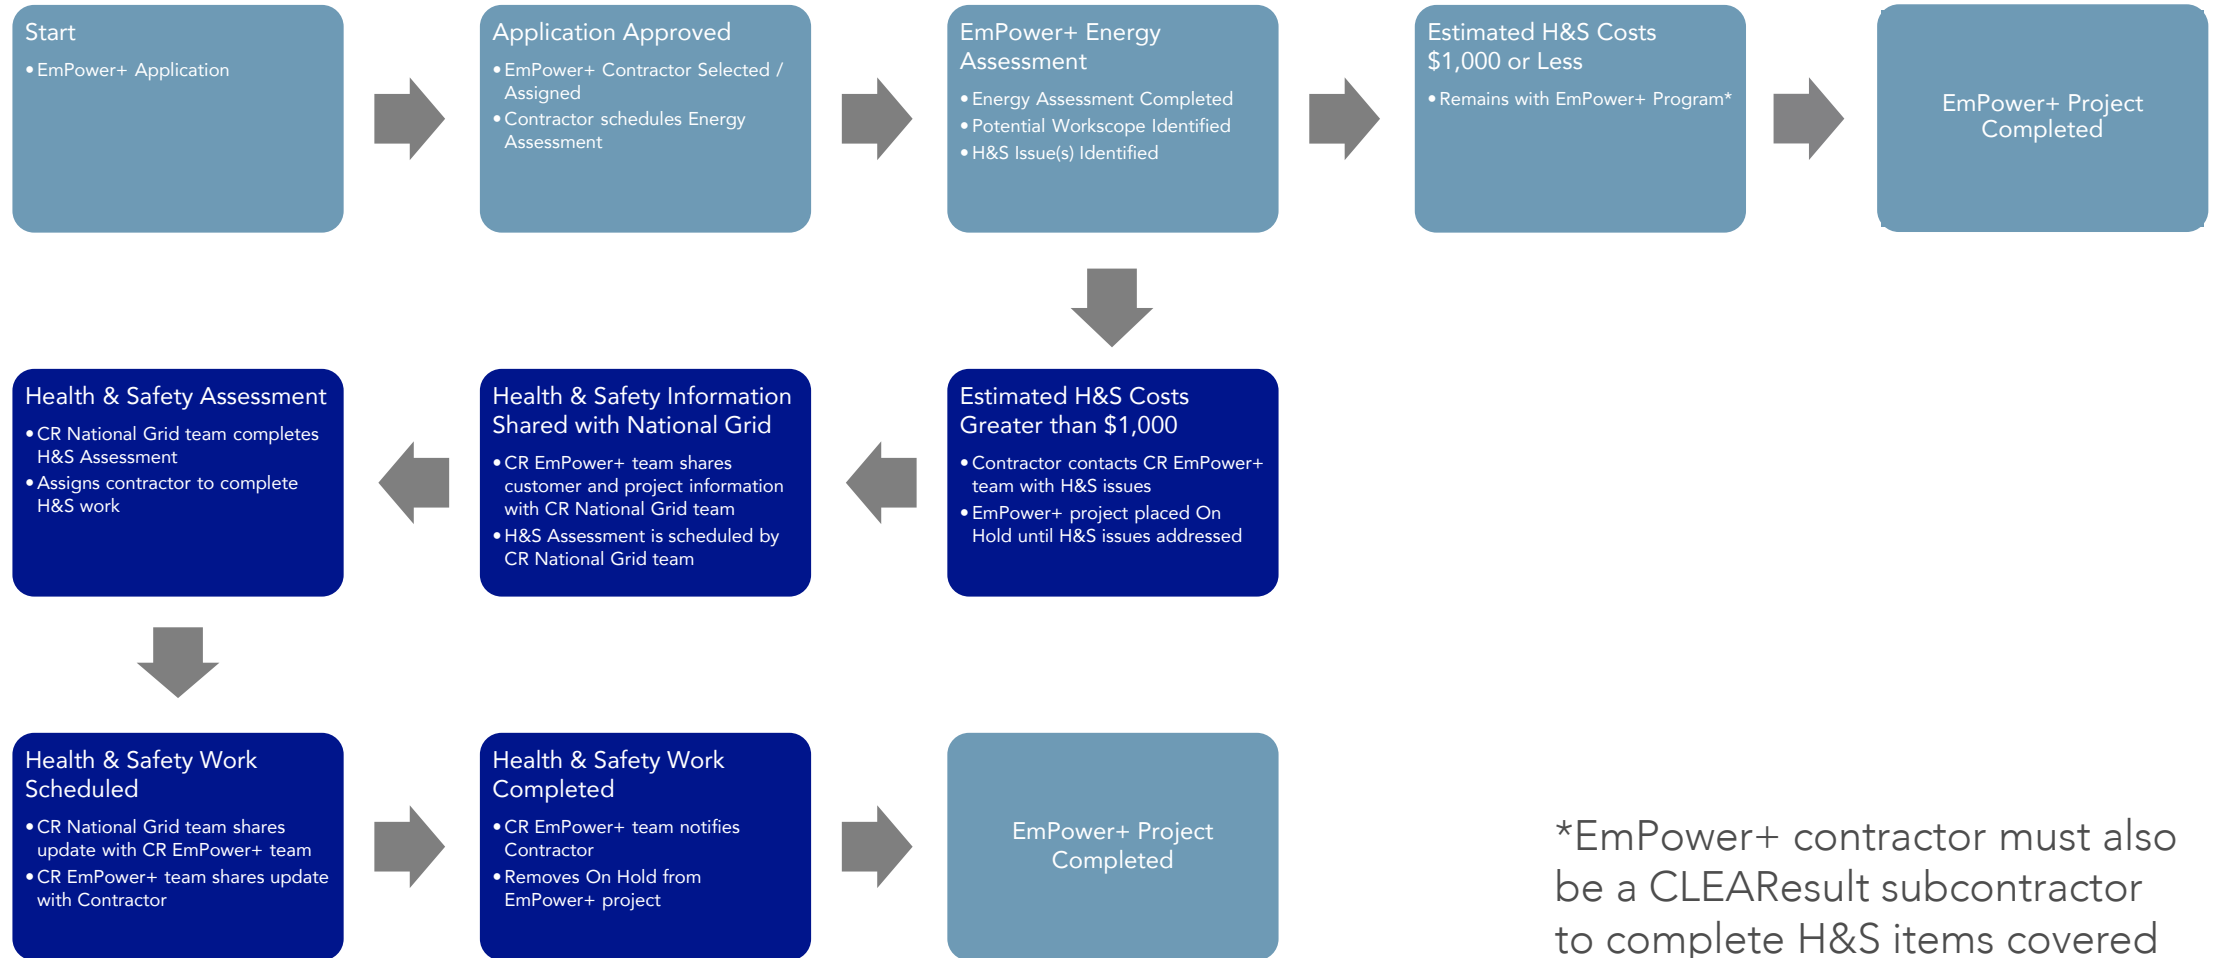 Start
• EmPower+ Application
Application Approved
• EmPower+ Contractor Selected /
Assigned
• Contractor schedules Energy
Assessment
EmPower+ Energy
Assessment
• Energy Assessment Completed
• Potential Workscope Identified
• H&S Issue(s) Identified
Estimated H&S Costs
$1,000 or Less
• Remains with EmPower+ Program*
EmPower+ Project
Completed
Estimated H&S Costs
Greater than $1,000
• Contractor contacts CR EmPower+
team with H&S issues
• EmPower+ project placed On
Hold until H&S issues addressed
Health & Safety Information
Shared with National Grid
• CR EmPower+ team shares
customer and project information
with CR National Grid team
• H&S Assessment is scheduled by
CR National Grid team
Health & Safety Assessment
• CR National Grid team completes
H&S Assessment
• Assigns contractor to complete
H&S work
Health & Safety Work
Scheduled
• CR National Grid team shares
update with CR EmPower+ team
• CR EmPower+ team shares update
with Contractor
Health & Safety Work
Completed
• CR EmPower+ team notifies
Contractor
• Removes On Hold from
EmPower+ project
EmPower+ Project
Completed
*EmPower+ contractor must also
be a CLEAResult subcontractor
to complete H&S items covered